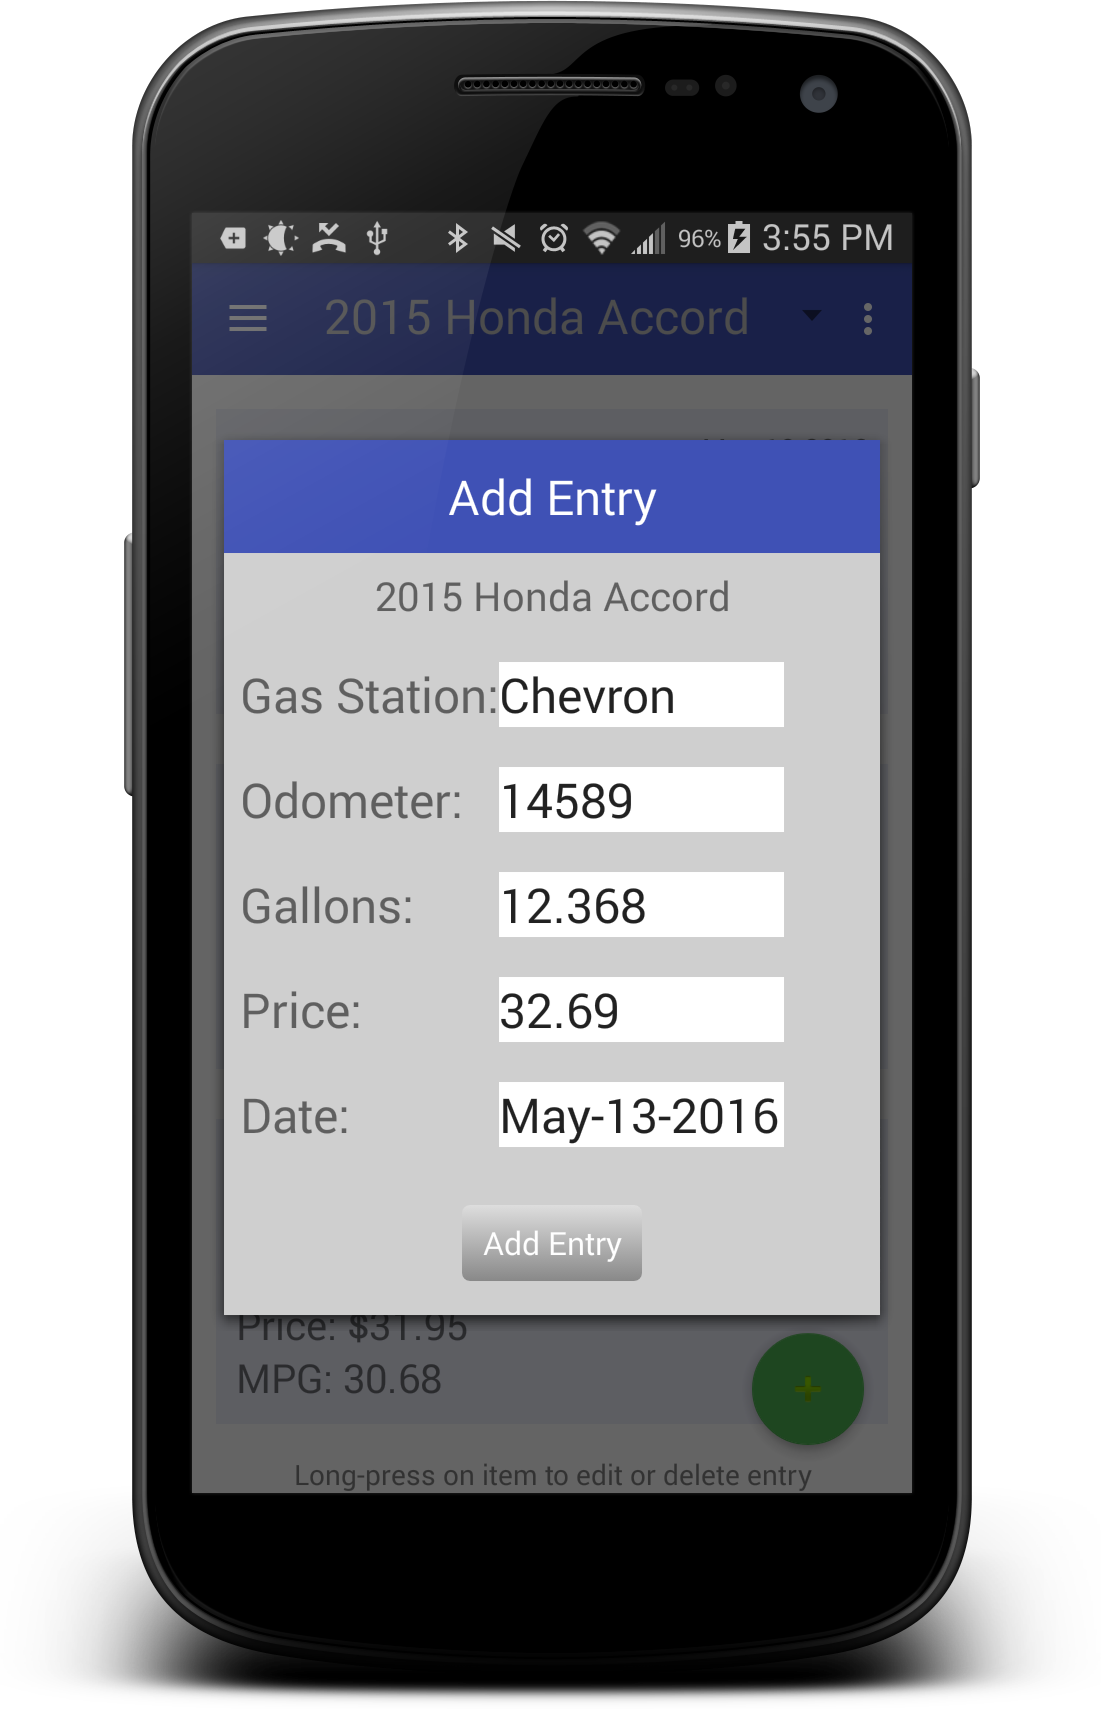 96% 3:55 PM
2015 Honda Accord
Add Entry
2015 Honda Accord
Gas Station: Chevron
Odometer: 14589
Gallons: 12.368
Price: 32.69
Date: May-13-2016
Add Entry
Price: $31.95
MPG: 30.68
Long-press on item to edit or delete entry